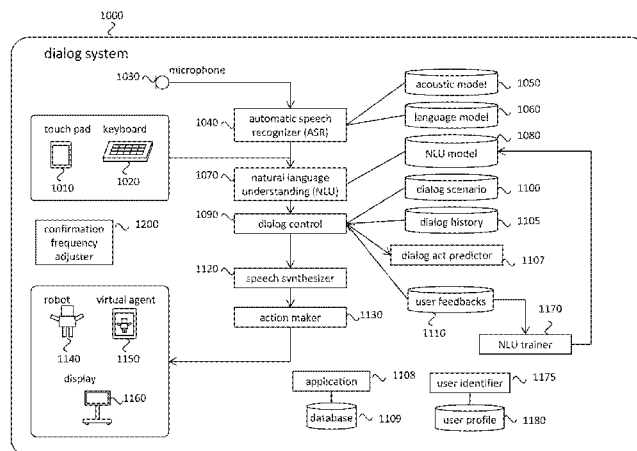 1000
dialog system
microphone
1030
automatic speech
recognizer (ASR)
1040
acoustic model
1050
language model
1060
1080
NLU model
touch pad
keyboard
1010
1020
1070
natural language
understanding (NLU)
dialog scenario
1100
1090
dialog control
dialog history
1105
1200
confirmation
frequency
adjuster
dialog act predictor
1107
1120
speech synthesizer
user feedbacks
1110
1170
NLU trainer
action maker
1130
robot
virtual agent
1140
1150
display
1160
application
1108
database
1109
user identifier
1175
user profile
1180